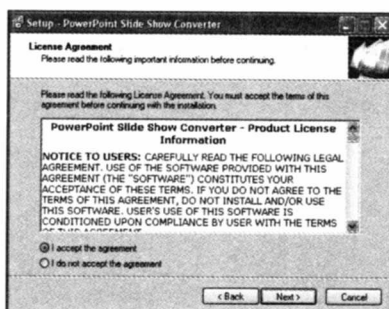 Setup - PowerPoint Slide Show Converter
License Agreement
Please read the following important information before continuing.
Please read the following License Agreement. You must accept the terms of this
agreement before continuing with the installation.
PowerPoint Slide Show Converter - Product License
Information
NOTICE TO USERS: CAREFULLY READ THE FOLLOWING LEGAL
AGREEMENT. USE OF THE SOFTWARE PROVIDED WITH THIS
AGREEMENT (THE "SOFTWARE") CONSTITUTES YOUR
ACCEPTANCE OF THESE TERMS. IF YOU DO NOT AGREE TO THE
TERMS OF THIS AGREEMENT, DO NOT INSTALL AND/OR USE
THIS SOFTWARE. USER'S USE OF THIS SOFTWARE IS
CONDITIONED UPON COMPLIANCE BY USER WITH THE TERMS
OF THIS AGREEMENT.
I accept the agreement
I do not accept the agreement
< Back
Next >
Cancel